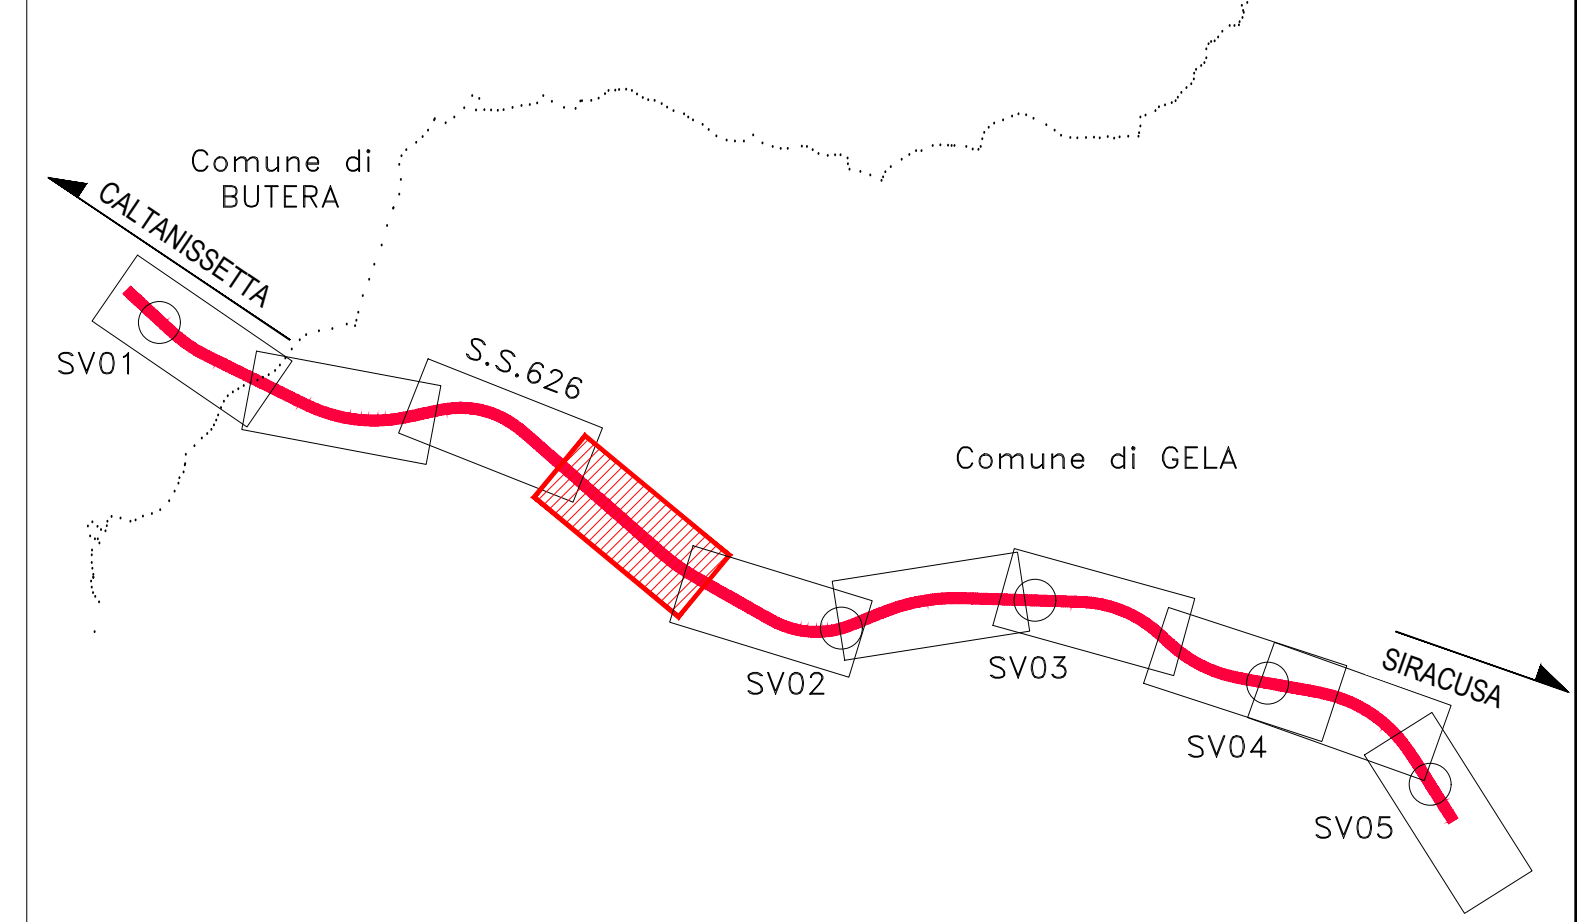 Comune di
BUTERA
CALTANISSETTA
SV01
S.S.626
Comune di GELA
SV02
SV03
SIRACUSA
SV04
SV05